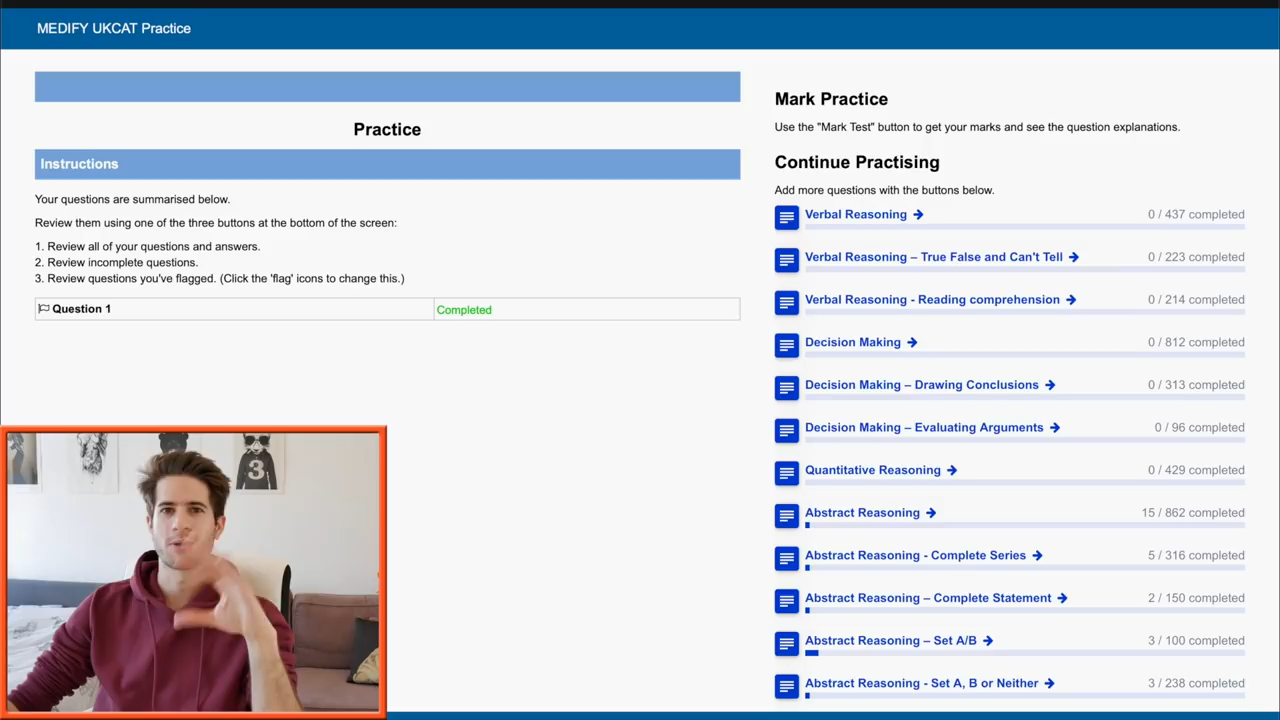 MEDIFY UKCAT Practice
Practice
Instructions
Your questions are summarised below.
Review them using one of the three buttons at the bottom of the screen:
1. Review all of your questions and answers.
2. Review incomplete questions.
3. Review questions you've flagged. (Click the 'flag' icons to change this.)
Question 1 Completed
Mark Practice
Use the "Mark Test" button to get your marks and see the question explanations.
Continue Practising
Add more questions with the buttons below.
Verbal Reasoning → 0 / 437 completed
Verbal Reasoning – True False and Can't Tell → 0 / 223 completed
Verbal Reasoning - Reading comprehension → 0 / 214 completed
Decision Making → 0 / 812 completed
Decision Making – Drawing Conclusions → 0 / 313 completed
Decision Making – Evaluating Arguments → 0 / 96 completed
Quantitative Reasoning → 0 / 429 completed
Abstract Reasoning → 15 / 862 completed
Abstract Reasoning - Complete Series → 5 / 316 completed
Abstract Reasoning – Complete Statement → 2 / 150 completed
Abstract Reasoning – Set A/B → 3 / 100 completed
Abstract Reasoning - Set A, B or Neither → 3 / 238 completed
3